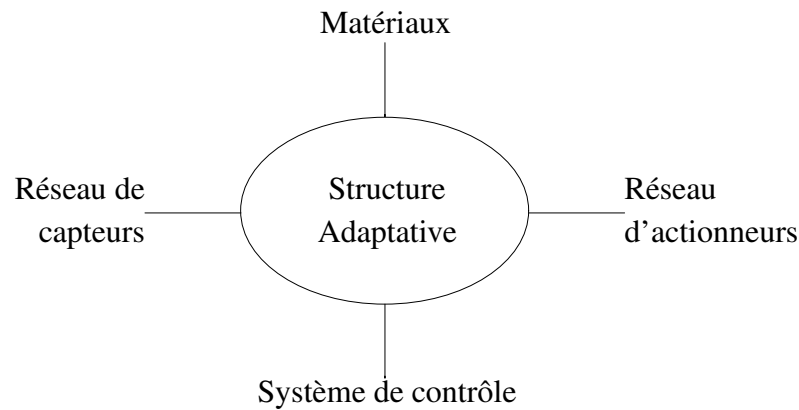 Matériaux
Réseau de
capteurs
Structure
Adaptative
Réseau
d'actionneurs
Système de contrôle